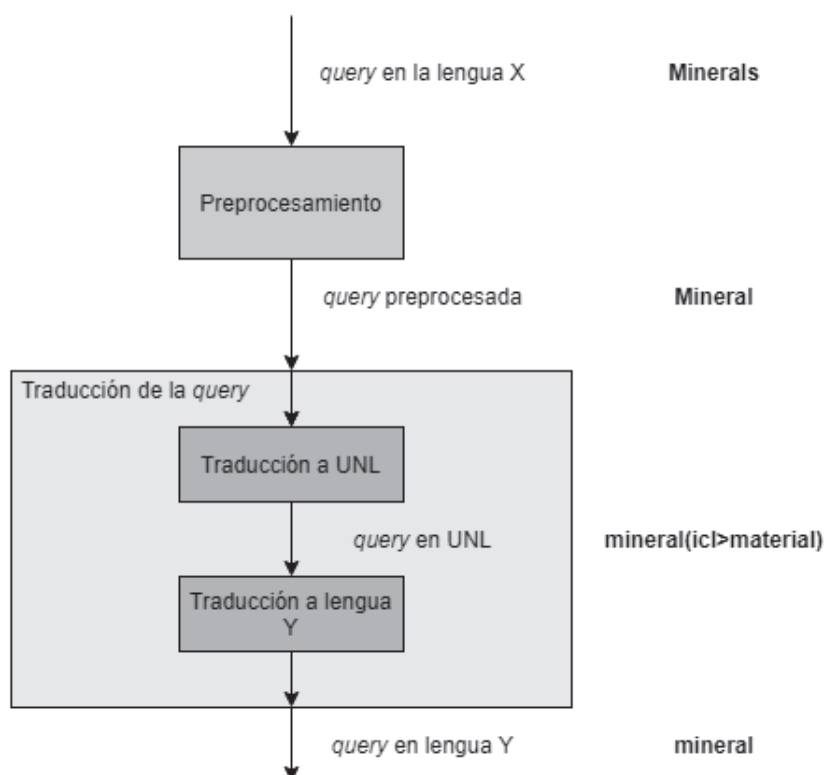 query en la lengua X
Minerals
Preprocesamiento
query preprocesada
Mineral
Traducción de la query
Traducción a UNL
query en UNL
mineral(icl>material)
Traducción a lengua
Y
query en lengua Y
mineral